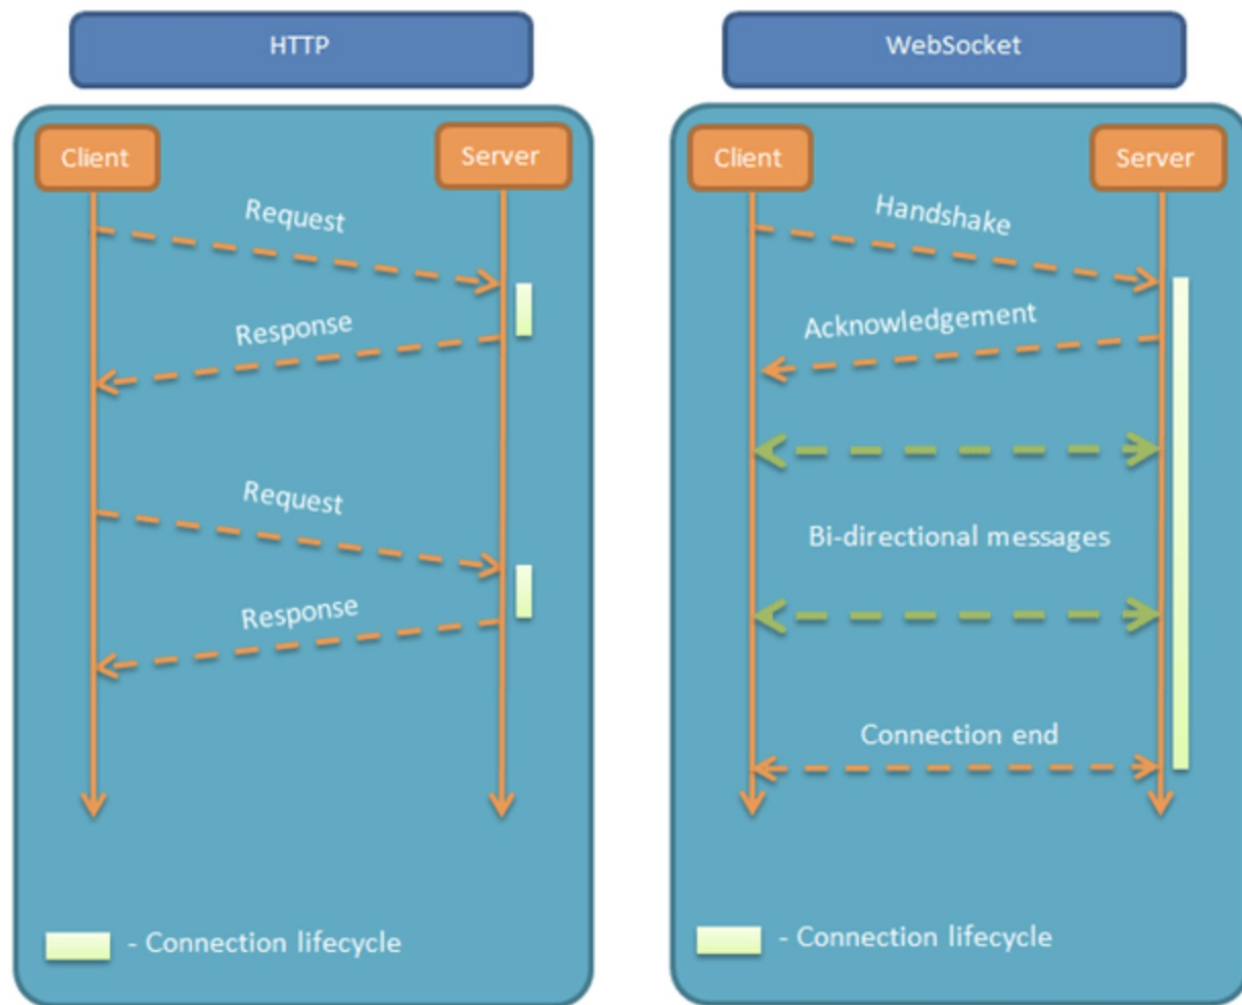 HTTP
Client
Server
Request
Response
Request
Response
- Connection lifecycle
WebSocket
Client
Server
Handshake
Acknowledgement
Bi-directional messages
Connection end
- Connection lifecycle